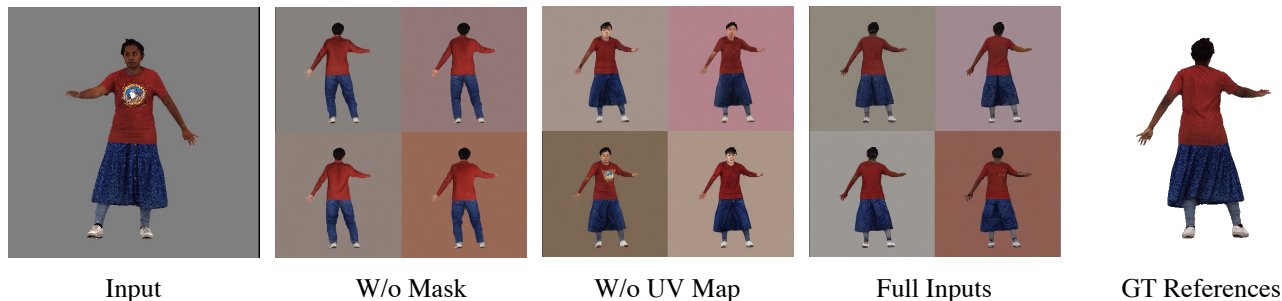 Input
W/o Mask
W/o UV Map
Full Inputs
GT References